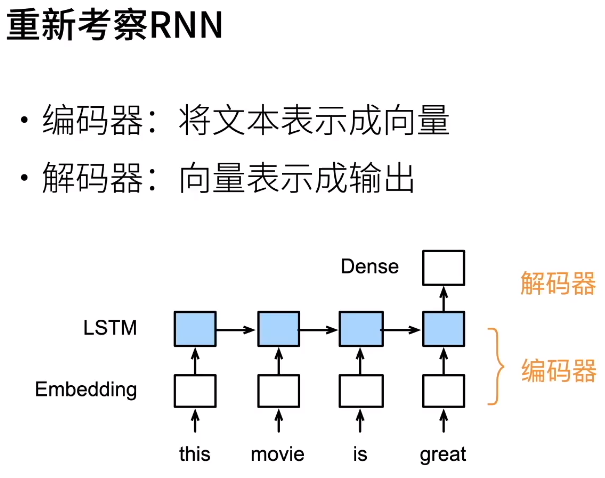 重新考察RNN
• 编码器：将文本表示成向量
• 解码器：向量表示成输出
Dense
解码器
LSTM
编码器
Embedding
this movie is great